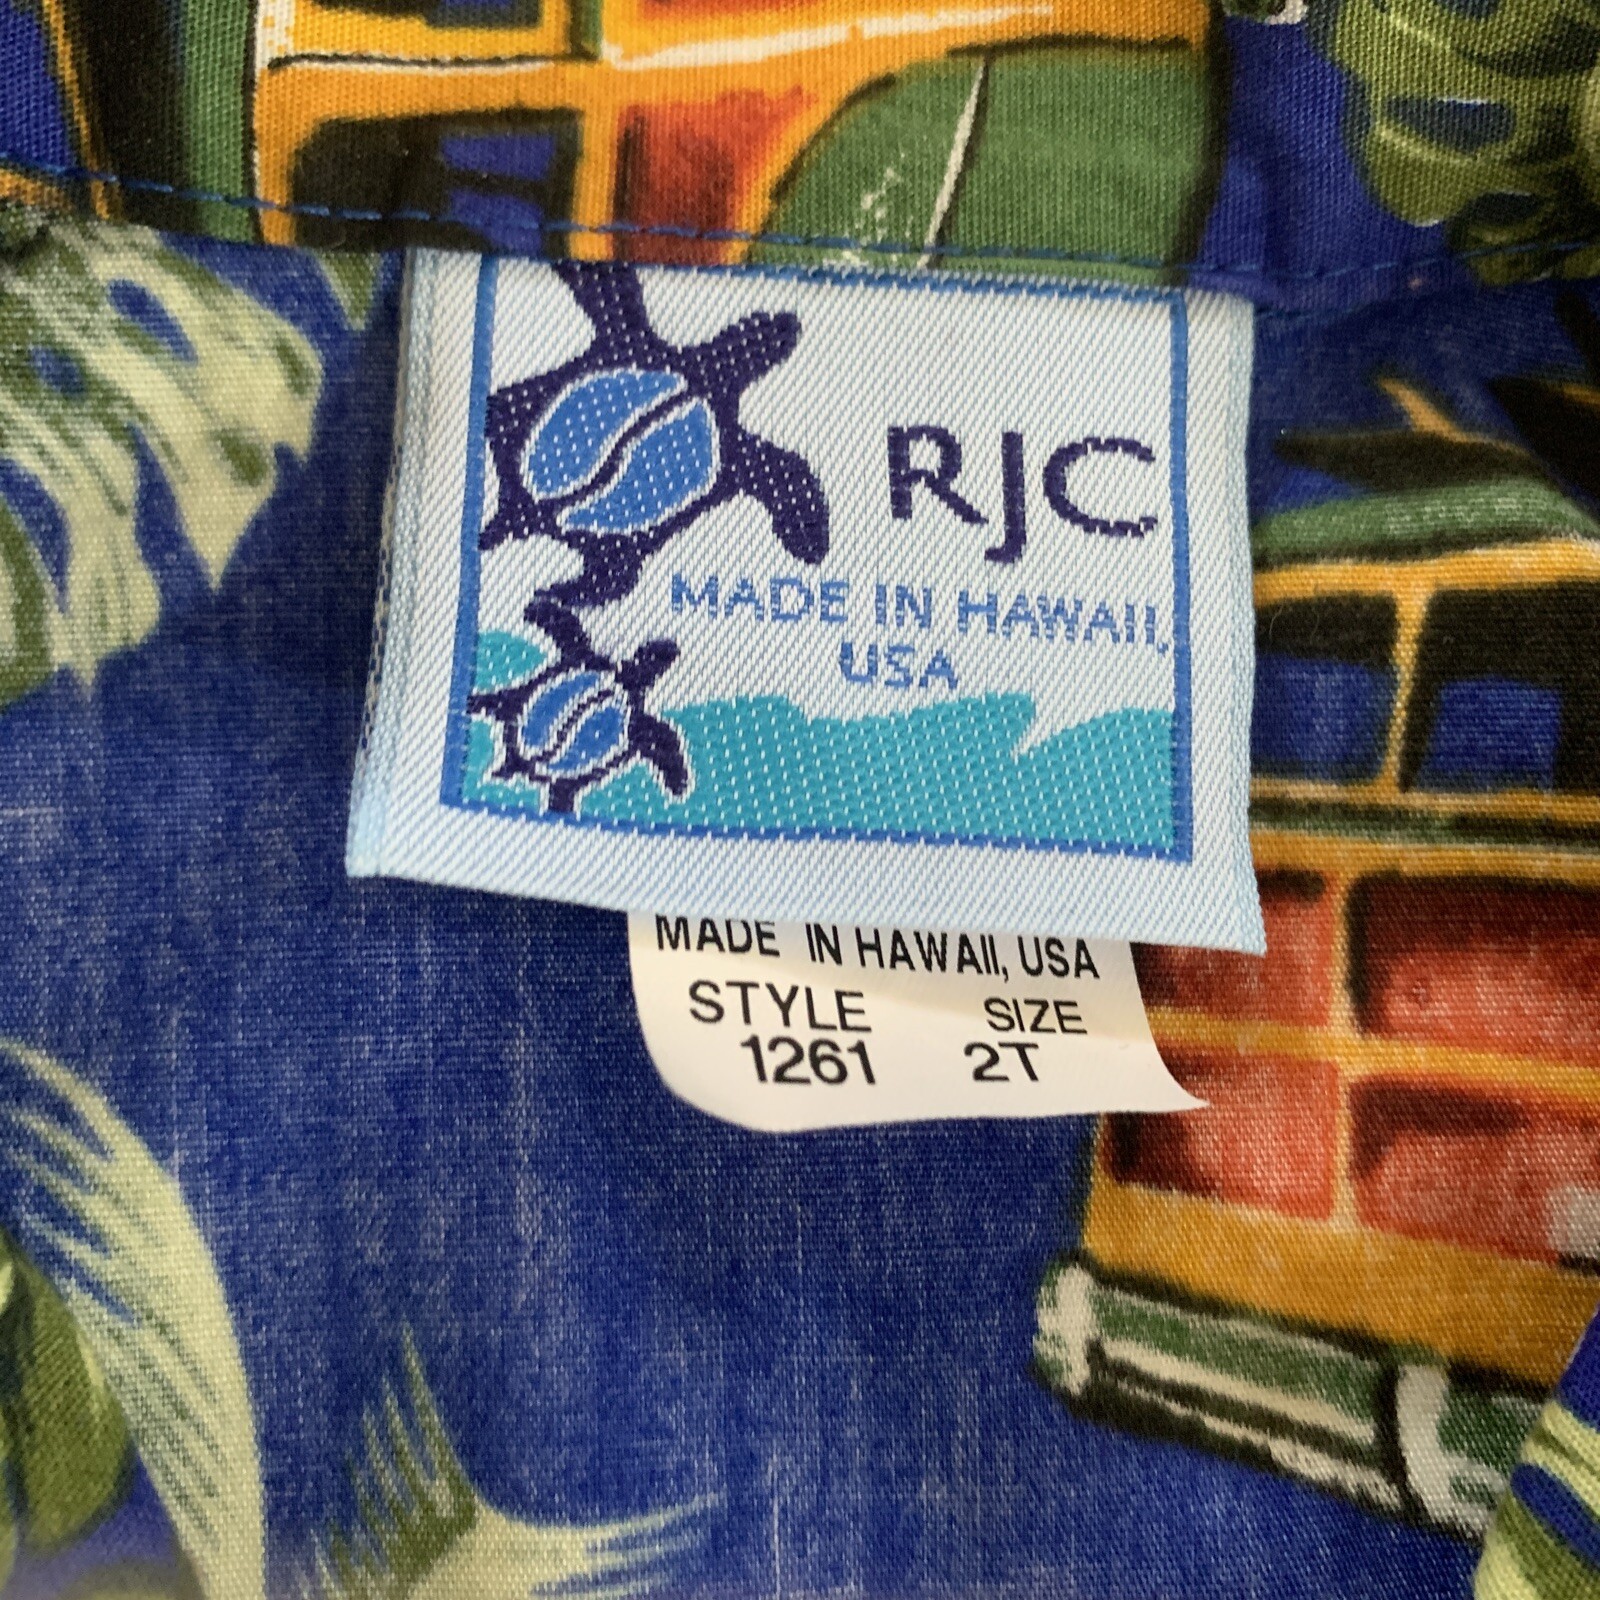 RJC
MADE IN HAWAII,
USA
MADE IN HAWAII, USA
STYLE SIZE
1261 2T